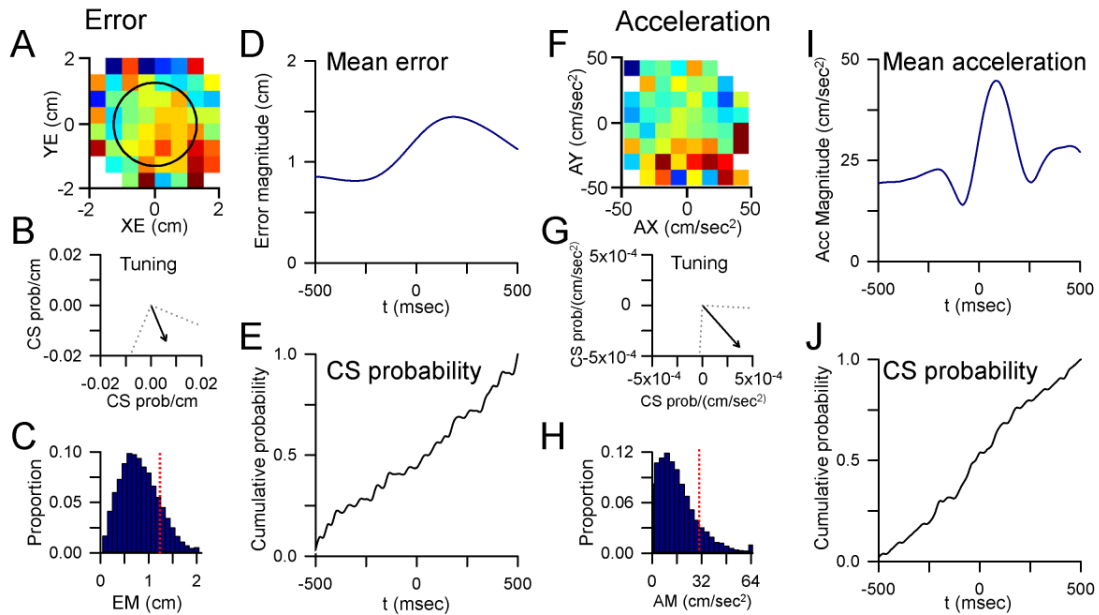 Error
Acceleration
A
2
YE (cm)
0
-2
-2
0
2
XE (cm)
B
0.02
Tuning
CS prob/cm
0.00
-0.02
-0.02
0.00
0.02
CS prob/cm
C
0.10
Proportion
0.05
0.00
0
1
2
EM (cm)
D
2
Mean error
Error magnitude (cm)
1
0
-500
0
500
t (msec)
E
1.0
CS probability
Cumulative probability
0.5
0.0
-500
0
500
t (msec)
F
50
AY (cm/sec²)
0
-50
-50
0
50
AX (cm/sec²)
G
5x10⁻⁴
Tuning
CS prob/(cm/sec²)
0
-5x10⁻⁴
-5x10⁻⁴
0
5x10⁻⁴
CS prob/(cm/sec²)
H
0.12
Proportion
0.06
0.00
0
32
64
AM (cm/sec²)
I
50
Mean acceleration
Acc Magnitude (cm/sec²)
25
0
-500
0
500
t (msec)
J
1.0
CS probability
Cumulative probability
0.5
0.0
-500
0
500
t (msec)